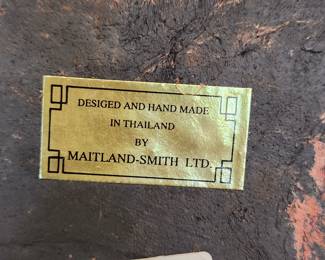 DESIGED AND HAND MADE
IN THAILAND
BY
MAITLAND-SMITH LTD.